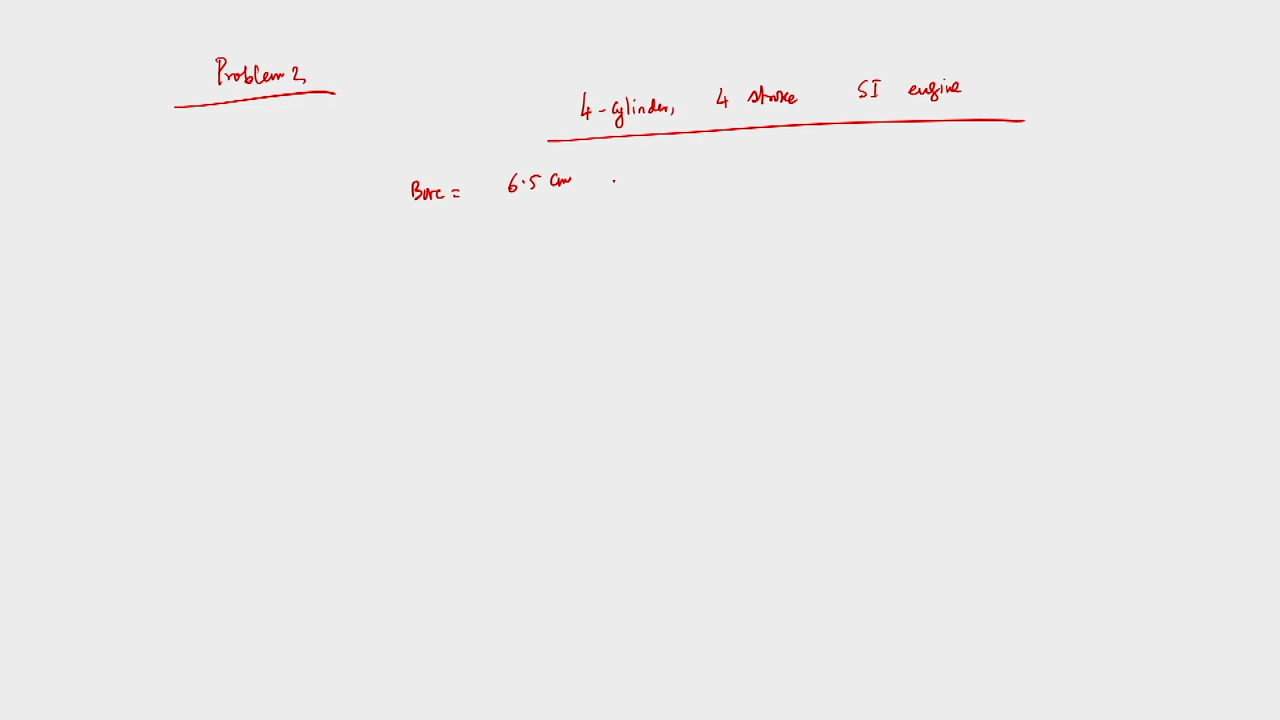 Problem 2
4-cylinder, 4 stroke SI engine
Bore = 6.5 cm